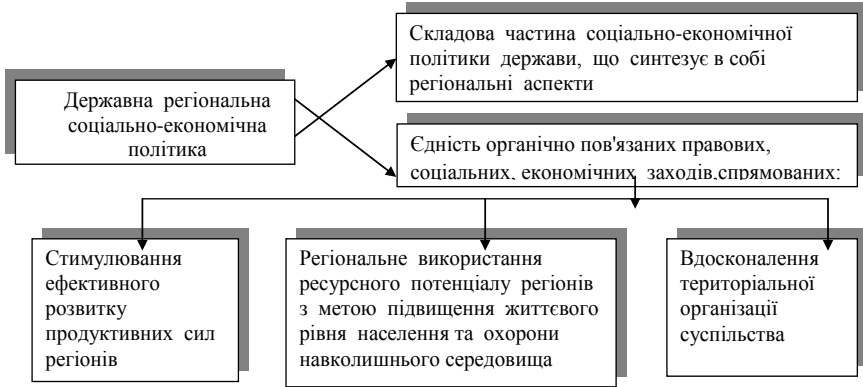 Державна регіональна
соціально-економічна
політика
Складова частина соціально-економічної
політики держави, що синтезує в собі
регіональні аспекти
Єдність органічно пов'язаних правових,
соціальних, економічних заходів,спрямованих:
Стимулювання
ефективного
розвитку
продуктивних сил
регіонів
Регіональне використання
ресурсного потенціалу регіонів
з метою підвищення життєвого
рівня населення та охорони
навколишнього середовища
Вдосконалення
територіальної
організації
суспільства